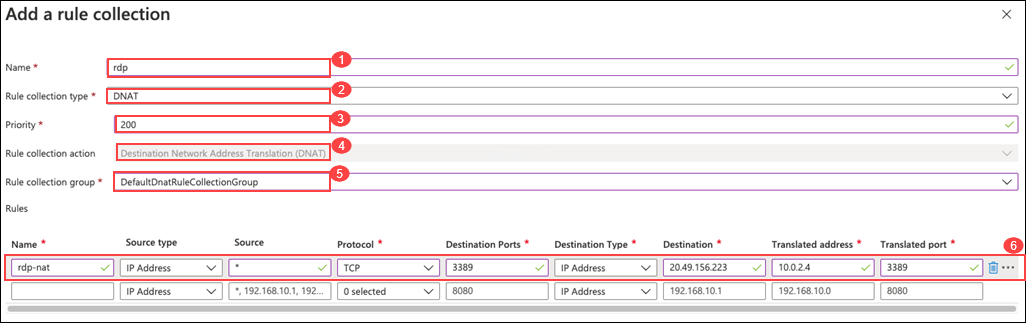 Add a rule collection
1
Name * rdp
2
Rule collection type * DNAT
3
Priority * 200
4
Rule collection action Destination Network Address Translation (DNAT)
5
Rule collection group * DefaultDnatRuleCollectionGroup
Rules
6
Name * Source type Source Protocol * Destination Ports * Destination Type * Destination * Translated address * Translated port *
rdp-nat IP Address * TCP 3389 IP Address 20.49.156.223 10.0.2.4 3389
IP Address *, 192.168.10.1, 192... 0 selected 8080 IP Address 192.168.10.1 192.168.10.0 8080